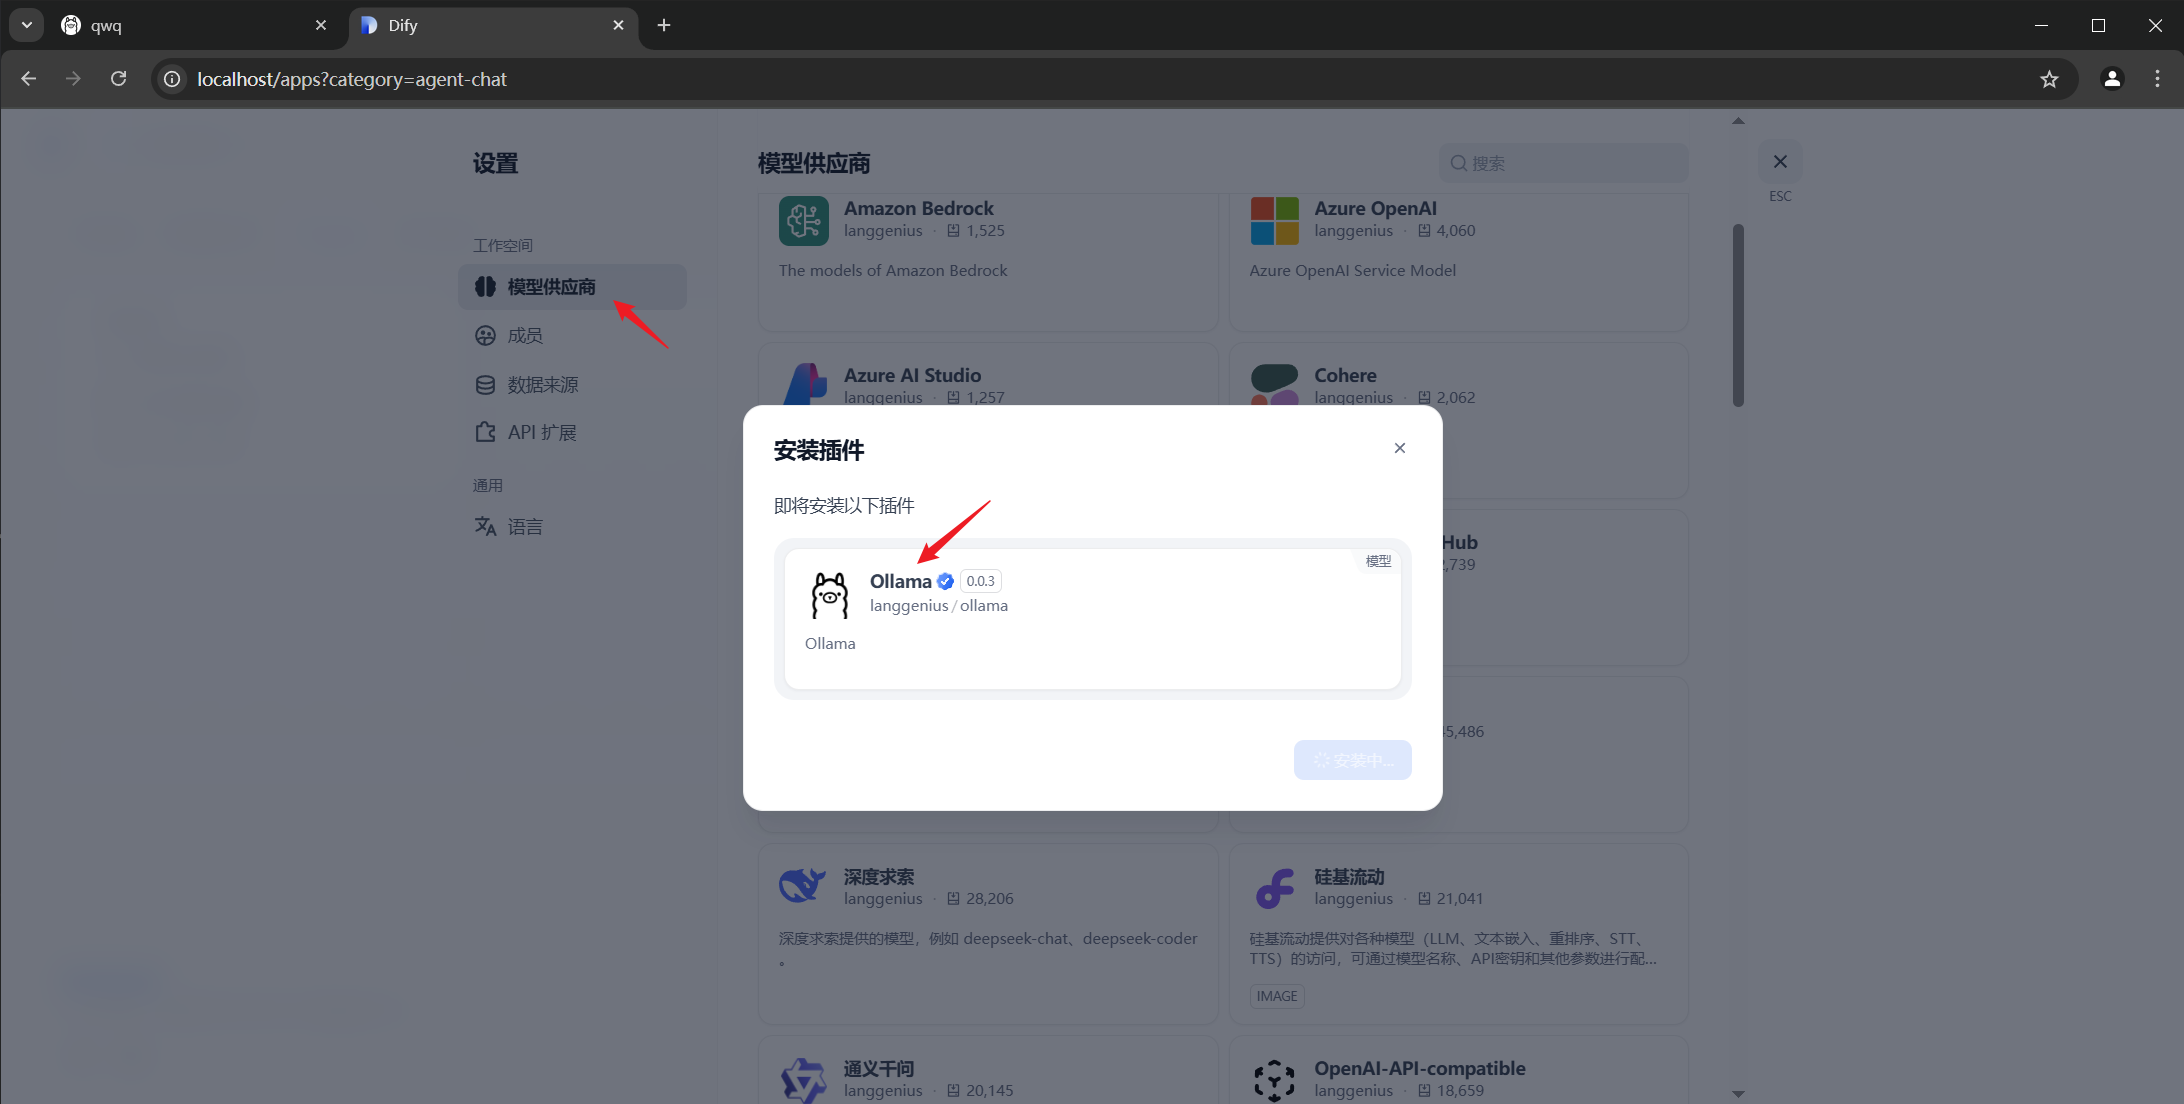 qwq
Dify
localhost/apps?category=agent-chat
设置
工作空间
模型供应商
成员
数据来源
API 扩展
通用
语言
模型供应商
搜索
ESC
Amazon Bedrock
langgenius · 1,525
The models of Amazon Bedrock
Azure OpenAI
langgenius · 4,060
Azure OpenAI Service Model
Azure AI Studio
langgenius · 1,257
Cohere
langgenius · 2,062
Hub
,739
45,486
安装插件
即将安装以下插件
模型
Ollama 0.0.3
langgenius / ollama
Ollama
安装中...
深度求索
langgenius · 28,206
深度求索提供的模型，例如 deepseek-chat、deepseek-coder
。
硅基流动
langgenius · 21,041
硅基流动提供对各种模型（LLM、文本嵌入、重排序、STT、
TTS）的访问，可通过模型名称、API密钥和其他参数进行配...
IMAGE
通义千问
langgenius · 20,145
OpenAI-API-compatible
langgenius · 18,659